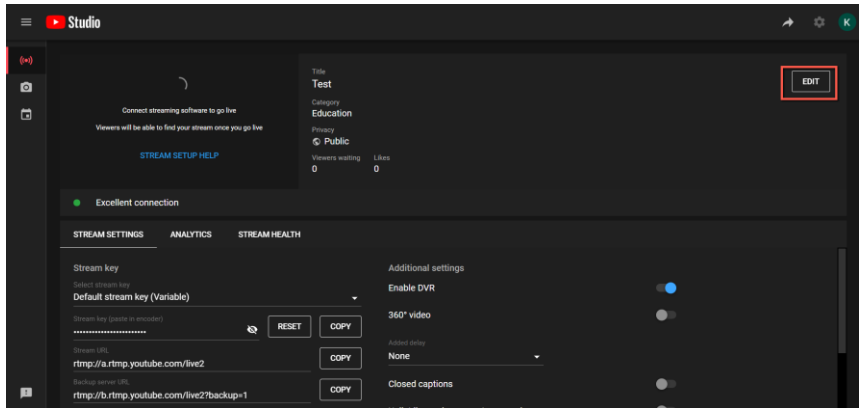 Studio
K
Connect streaming software to go live
Viewers will be able to find your stream once you go live
STREAM SETUP HELP
Title
Test
Category
Education
Privacy
Public
Viewers waiting Likes
0 0
EDIT
Excellent connection
STREAM SETTINGS ANALYTICS STREAM HEALTH
Stream key
Select stream key
Default stream key (Variable)
Stream key (paste in encoder)
••••••••••••••••••••••••
RESET COPY
Stream URL
rtmp://a.rtmp.youtube.com/live2
COPY
Backup server URL
rtmp://b.rtmp.youtube.com/live2?backup=1
COPY
Additional settings
Enable DVR
360° video
Added delay
None
Closed captions